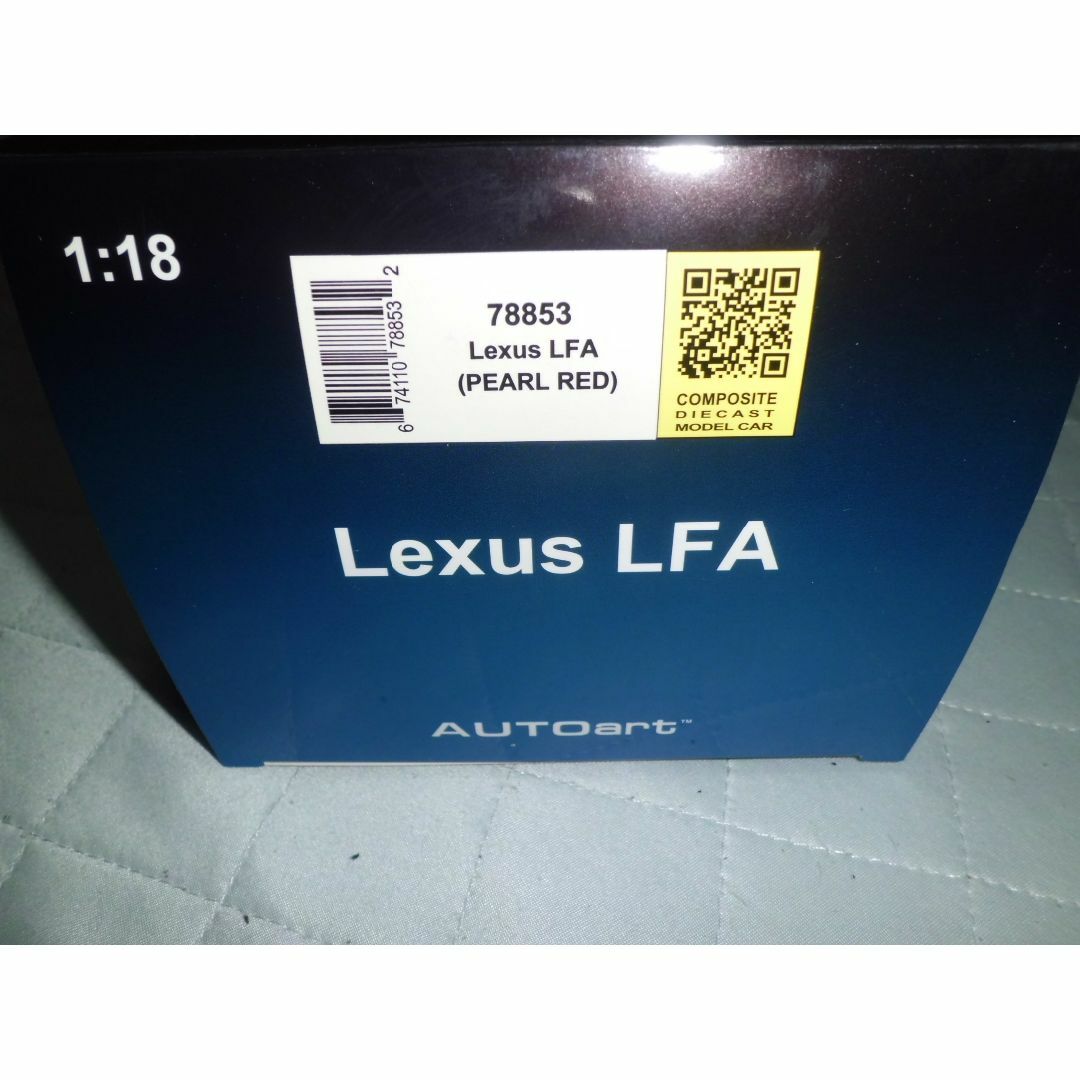 1:18
6 74110 78853 2
78853
Lexus LFA
(PEARL RED)
COMPOSITE
DIECAST
MODEL CAR
Lexus LFA
AUTOart™